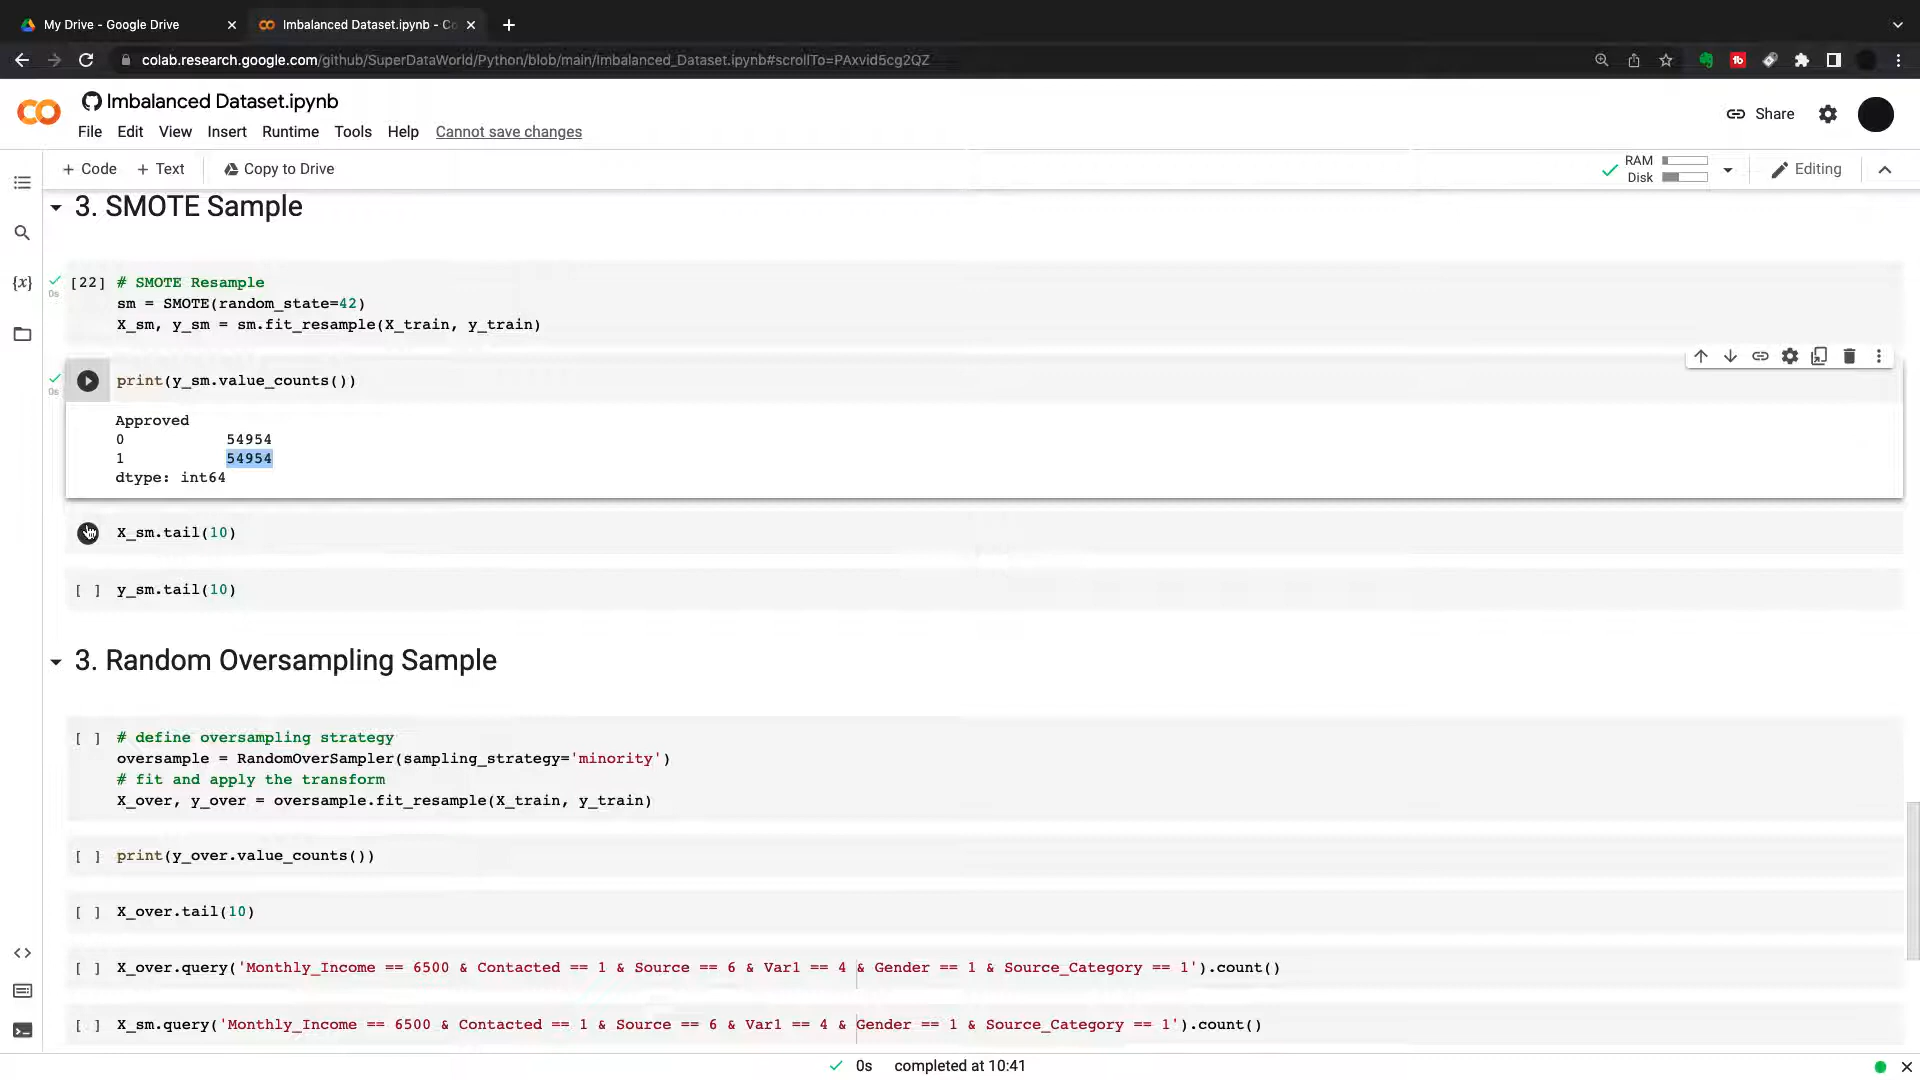 My Drive - Google Drive
Imbalanced Dataset.ipynb - Co
colab.research.google.com/github/SuperDataWorld/Python/blob/main/Imbalanced_Dataset.ipynb#scrollTo=PAxvid5cg2QZ
Imbalanced Dataset.ipynb
File Edit View Insert Runtime Tools Help Cannot save changes
Share
+ Code + Text Copy to Drive
RAM
Disk
Editing
3. SMOTE Sample
[22] # SMOTE Resample
0s
sm = SMOTE(random_state=42)
X_sm, y_sm = sm.fit_resample(X_train, y_train)
print(y_sm.value_counts())
0s
Approved
0 54954
1 54954
dtype: int64
X_sm.tail(10)
[ ] y_sm.tail(10)
3. Random Oversampling Sample
[ ] # define oversampling strategy
oversample = RandomOverSampler(sampling_strategy='minority')
# fit and apply the transform
X_over, y_over = oversample.fit_resample(X_train, y_train)
[ ] print(y_over.value_counts())
[ ] X_over.tail(10)
[ ] X_over.query('Monthly_Income == 6500 & Contacted == 1 & Source == 6 & Var1 == 4 & Gender == 1 & Source_Category == 1').count()
[ ] X_sm.query('Monthly_Income == 6500 & Contacted == 1 & Source == 6 & Var1 == 4 & Gender == 1 & Source_Category == 1').count()
0s completed at 10:41